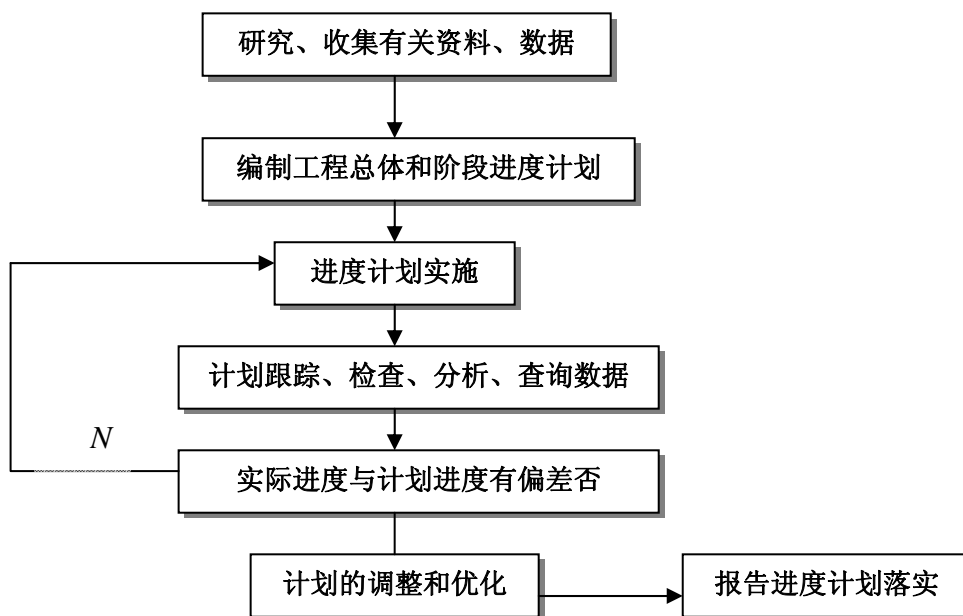 研究、收集有关资料、数据
编制工程总体和阶段进度计划
进度计划实施
计划跟踪、检查、分析、查询数据
N
实际进度与计划进度有偏差否
计划的调整和优化
报告进度计划落实